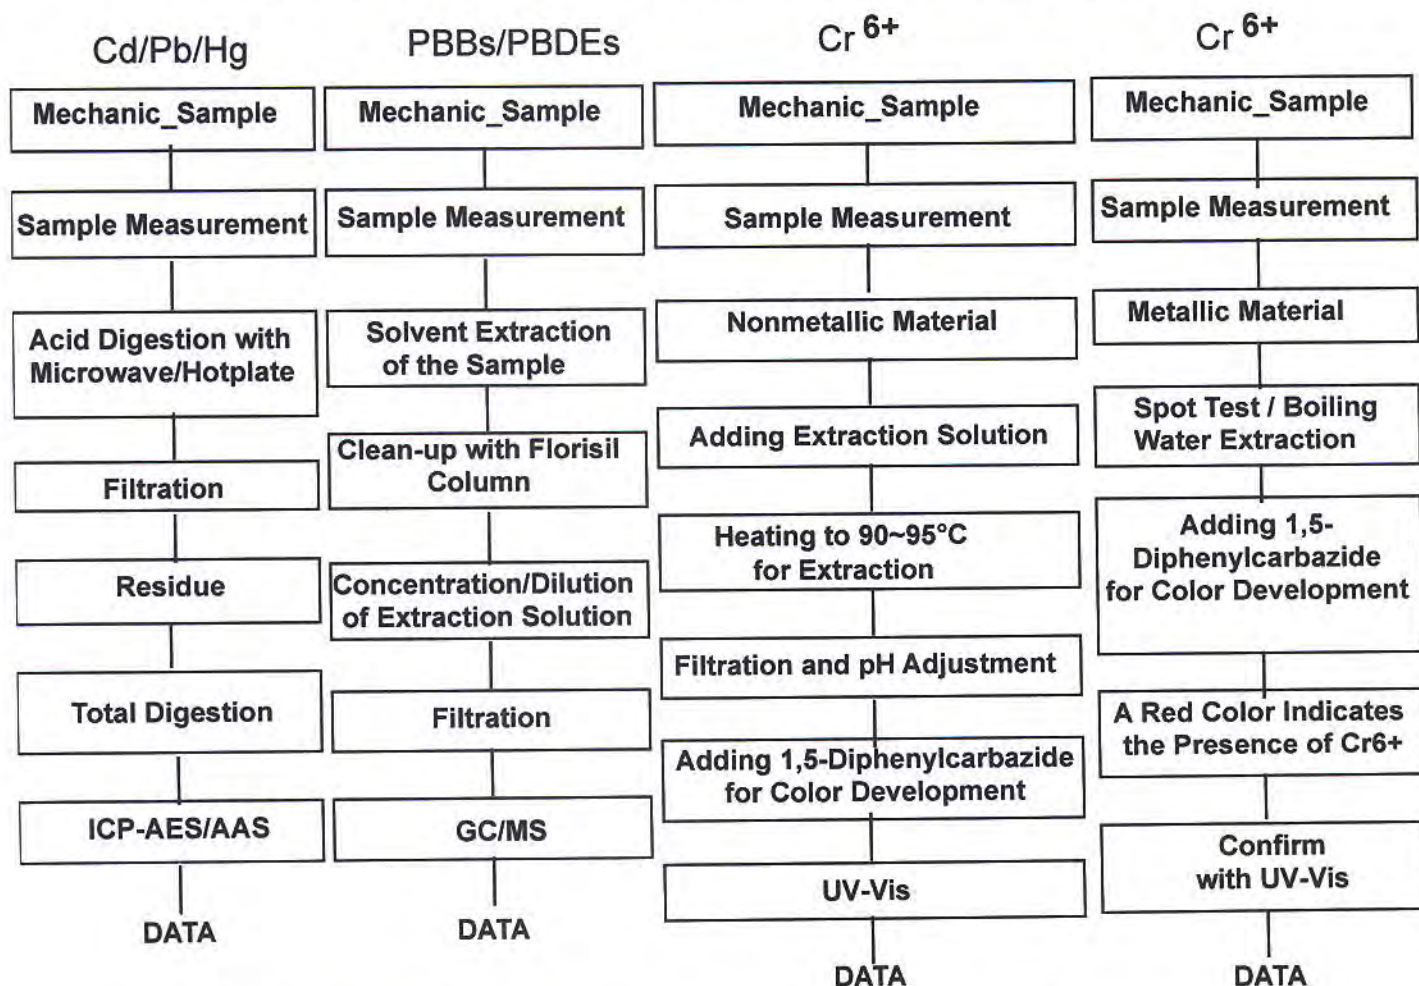 Cd/Pb/Hg
Mechanic_Sample
Sample Measurement
Acid Digestion with
Microwave/Hotplate
Filtration
Residue
Total Digestion
ICP-AES/AAS
DATA
PBBs/PBDEs
Mechanic_Sample
Sample Measurement
Solvent Extraction
of the Sample
Clean-up with Florisil
Column
Concentration/Dilution
of Extraction Solution
Filtration
GC/MS
DATA
Cr 6+
Mechanic_Sample
Sample Measurement
Nonmetallic Material
Adding Extraction Solution
Heating to 90~95°C
for Extraction
Filtration and pH Adjustment
Adding 1,5-Diphenylcarbazide
for Color Development
UV-Vis
DATA
Cr 6+
Mechanic_Sample
Sample Measurement
Metallic Material
Spot Test / Boiling
Water Extraction
Adding 1,5-
Diphenylcarbazide
for Color Development
A Red Color Indicates
the Presence of Cr6+
Confirm
with UV-Vis
DATA